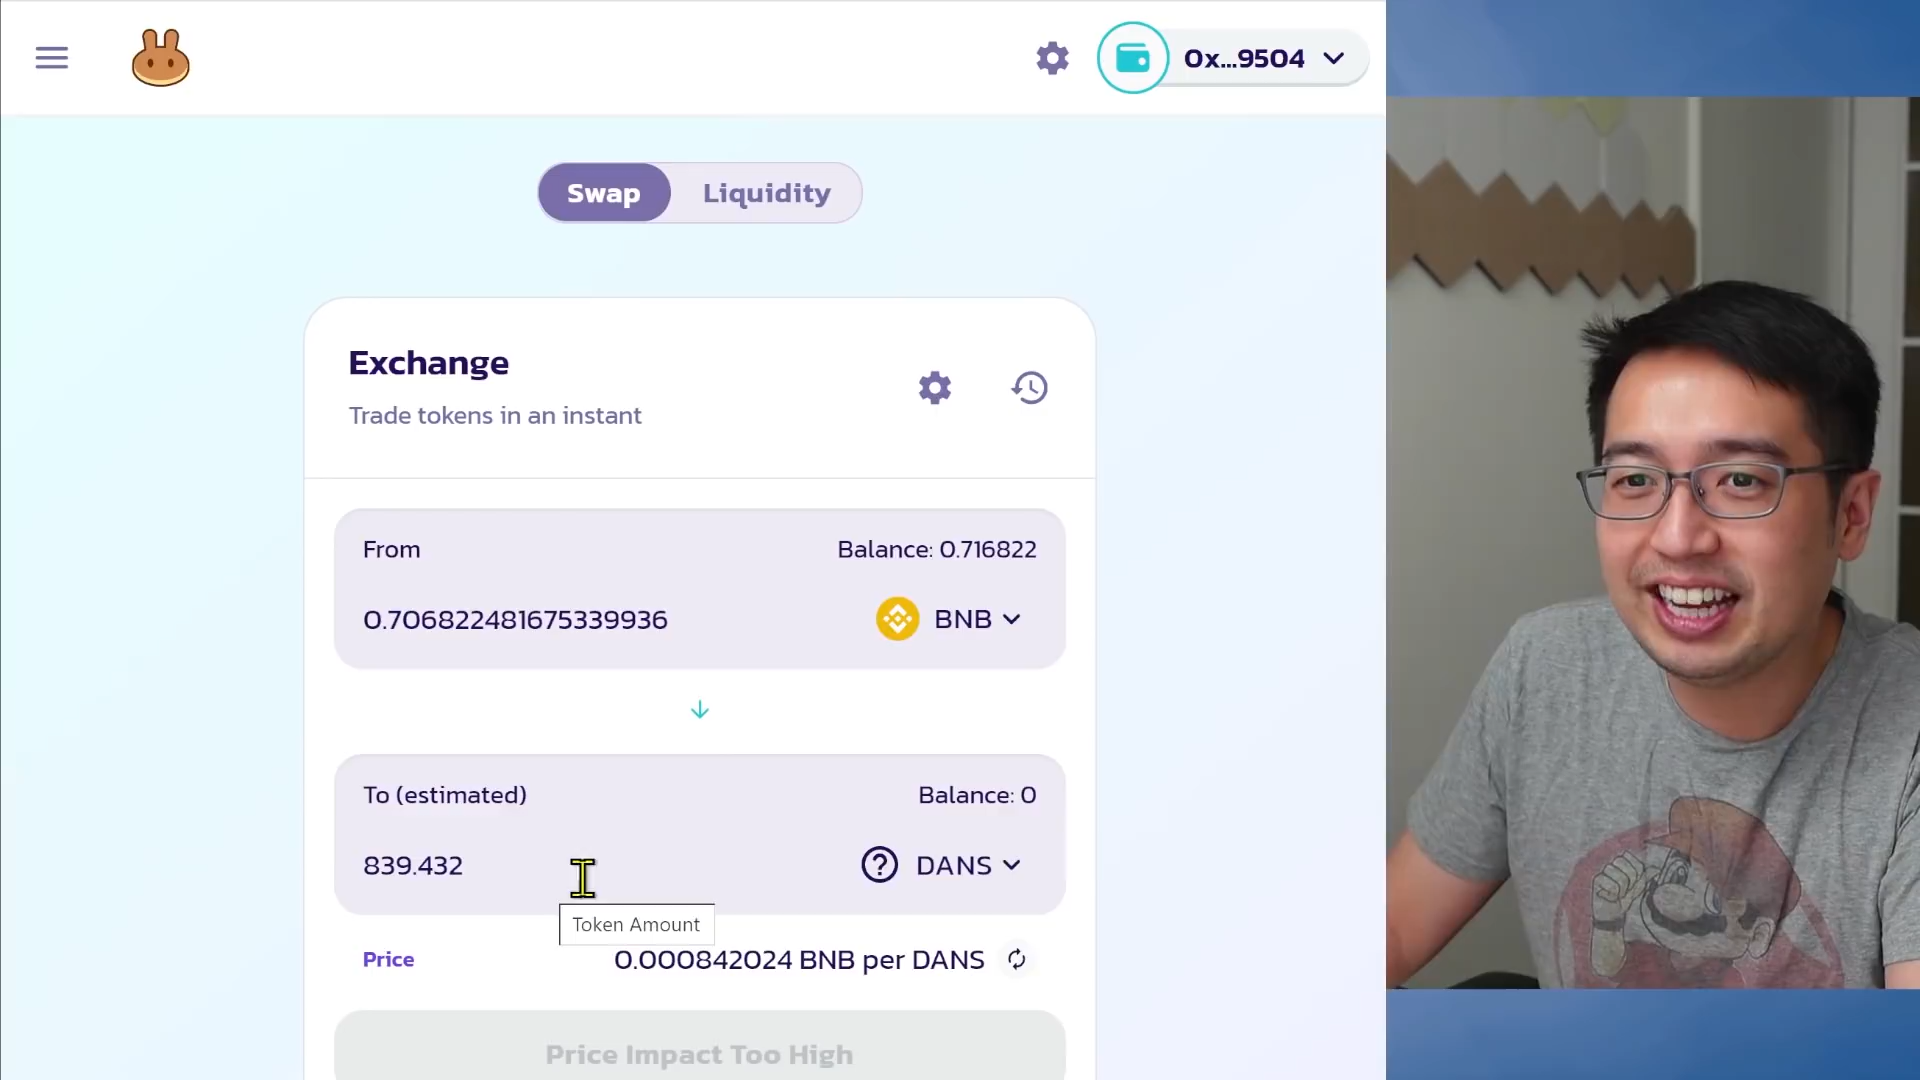 0x...9504
Swap
Liquidity
Exchange
Trade tokens in an instant
From
Balance: 0.716822
0.706822481675339936
BNB
To (estimated)
Balance: 0
839.432
DANS
Token Amount
Price
0.000842024 BNB per DANS
Price Impact Too High